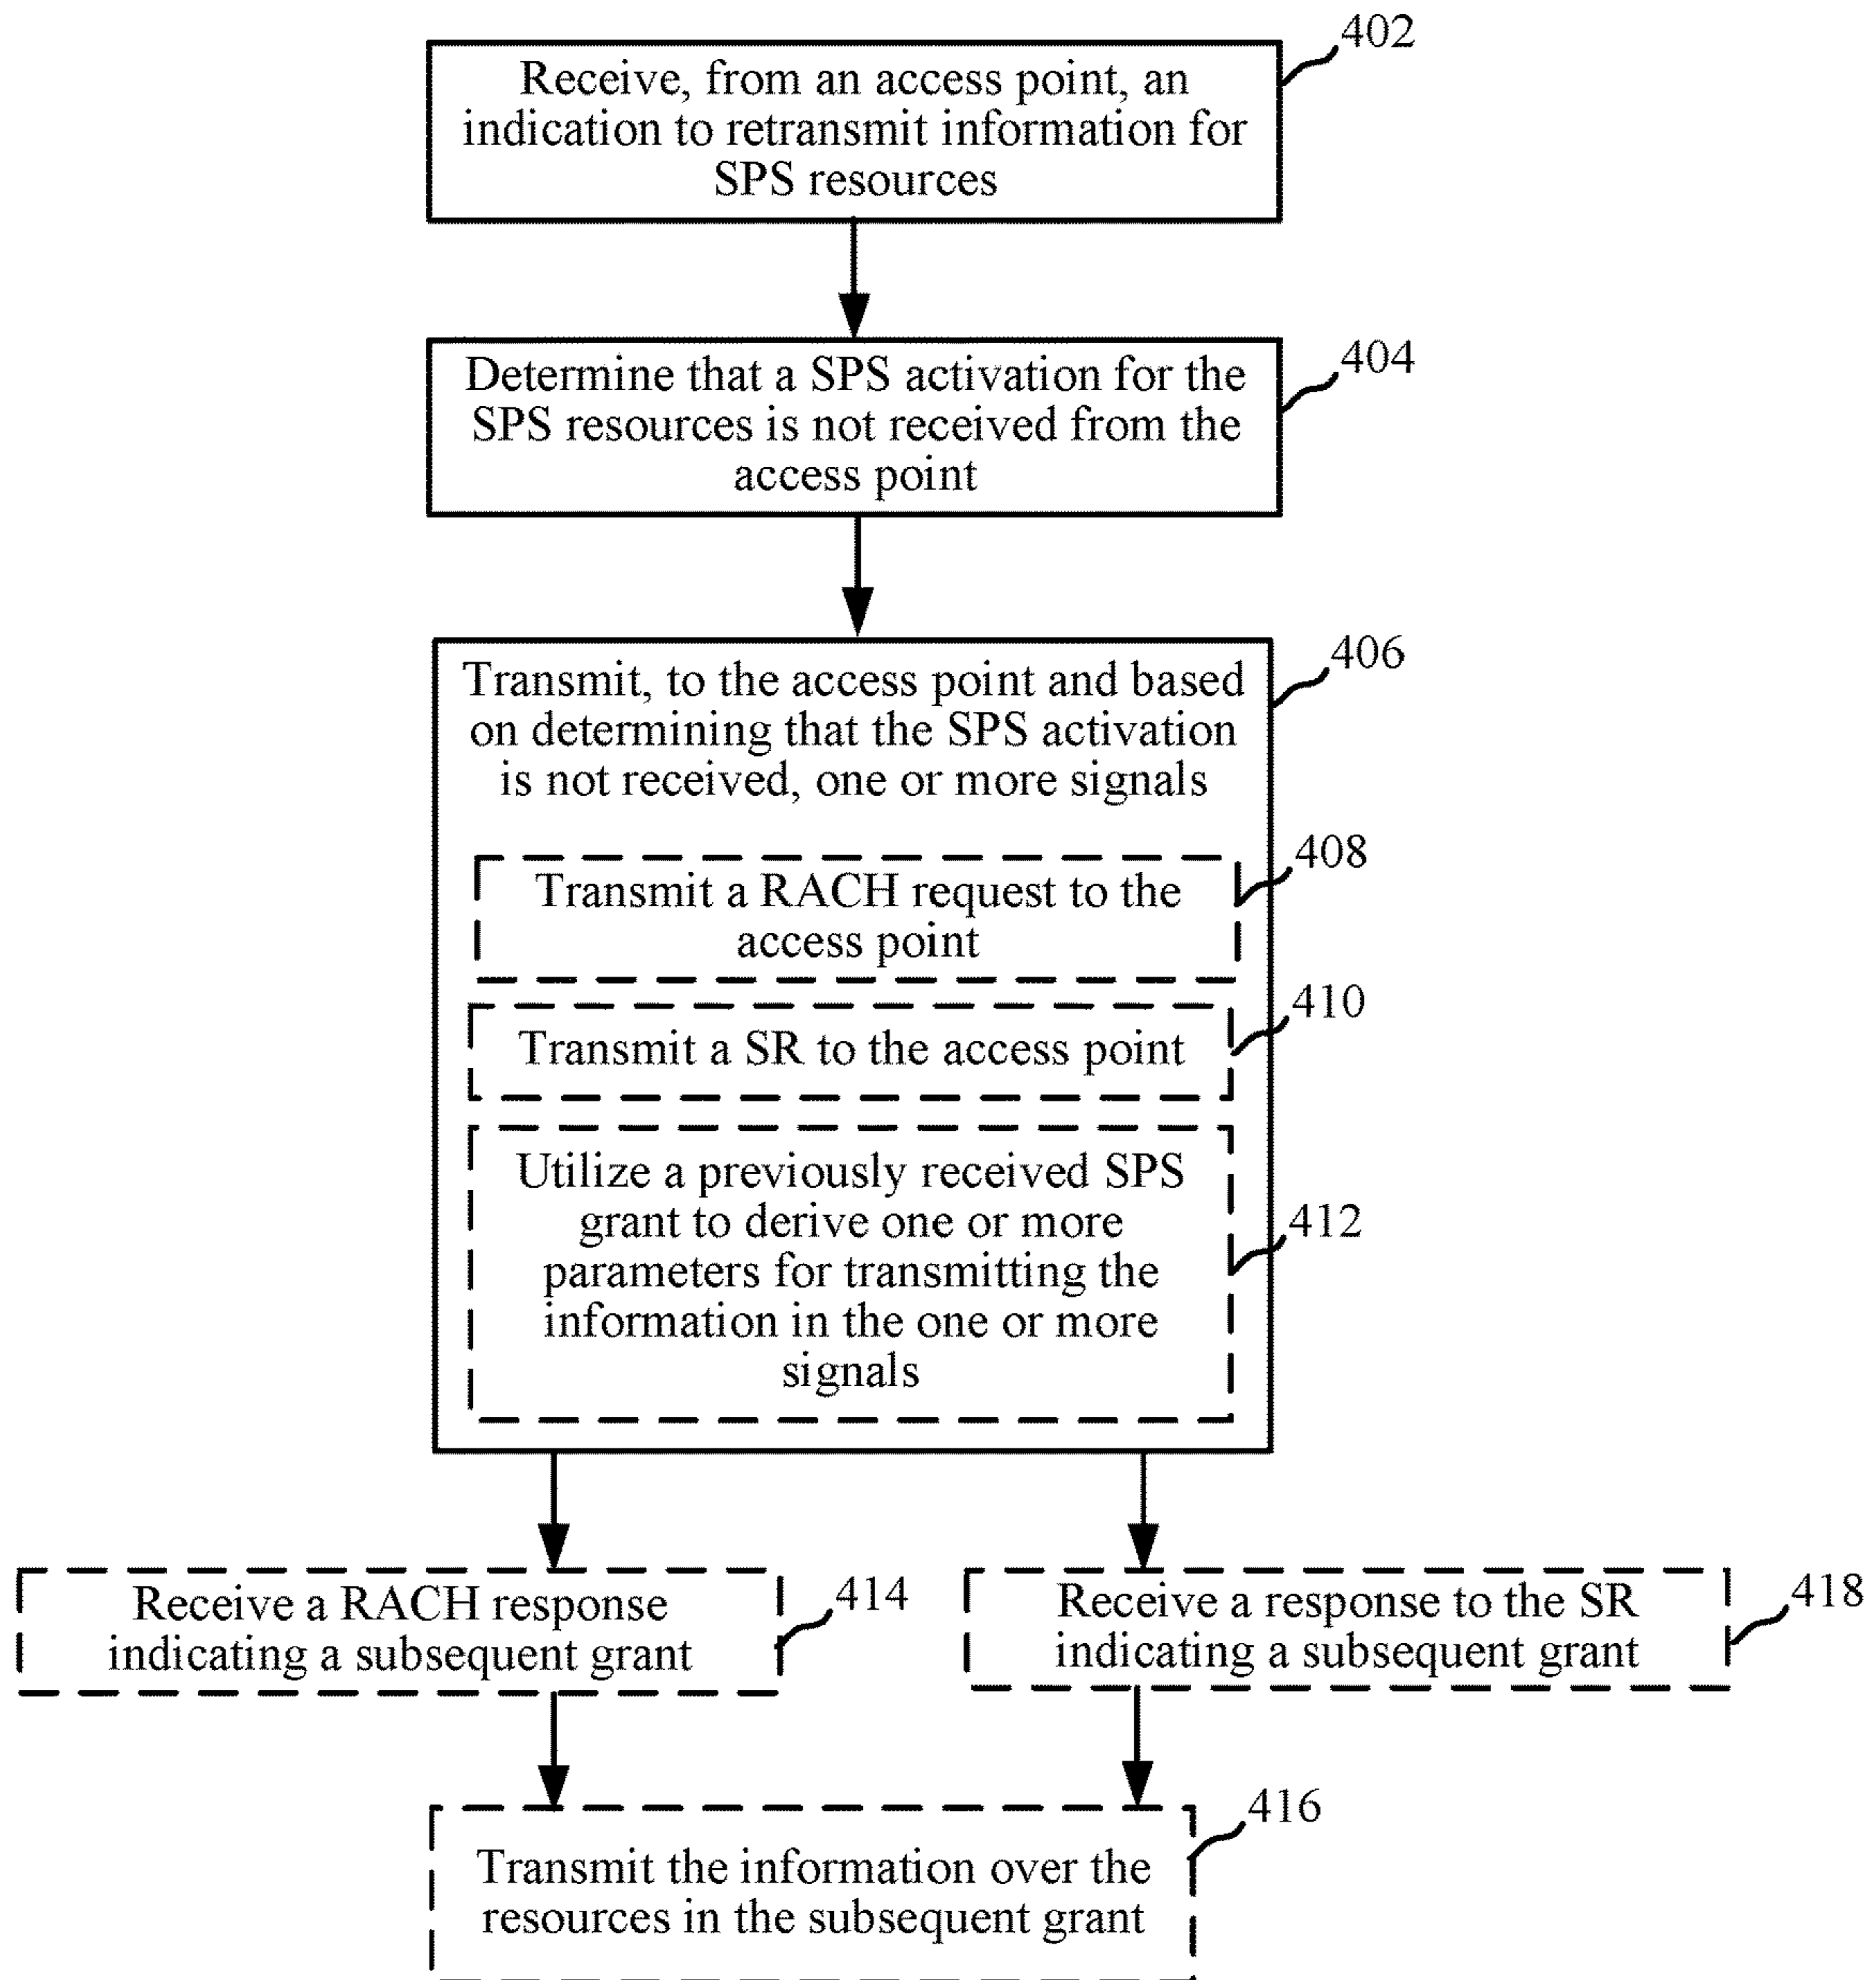 402
Receive, from an access point, an
indication to retransmit information for
SPS resources
404
Determine that a SPS activation for the
SPS resources is not received from the
access point
406
Transmit, to the access point and based
on determining that the SPS activation
is not received, one or more signals
408
Transmit a RACH request to the
access point
410
Transmit a SR to the access point
412
Utilize a previously received SPS
grant to derive one or more
parameters for transmitting the
information in the one or more
signals
414
Receive a RACH response
indicating a subsequent grant
418
Receive a response to the SR
indicating a subsequent grant
416
Transmit the information over the
resources in the subsequent grant